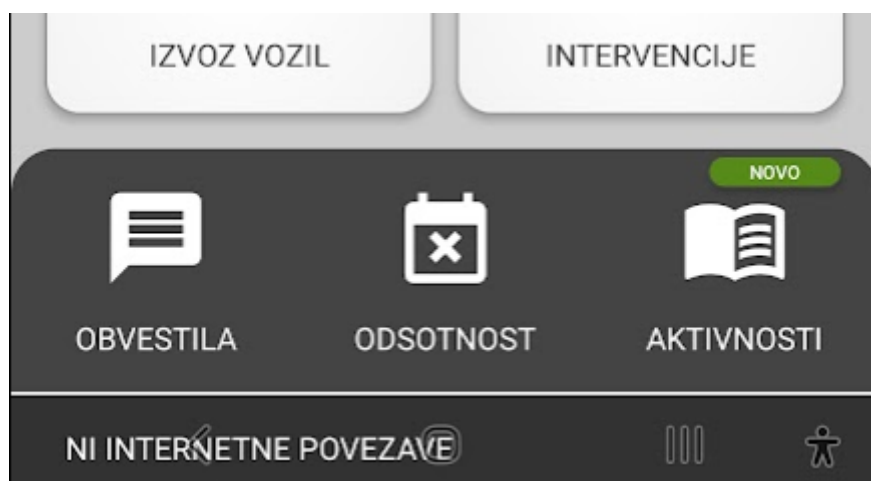 IZVOZ VOZIL
INTERVENCIJE
NOVO
OBVESTILA
ODSOTNOST
AKTIVNOSTI
NI INTERNETNE POVEZAVE